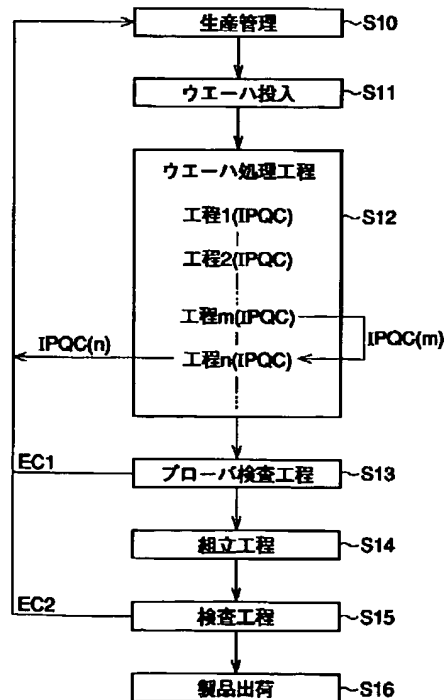 生産管理 S10
ウエーハ投入 S11
ウエーハ処理工程
S12
工程1(IPQC)
工程2(IPQC)
工程m(IPQC)
IPQC(m)
IPQC(n)
工程n(IPQC)
EC1
プローバ検査工程 S13
組立工程 S14
EC2
検査工程 S15
製品出荷 S16